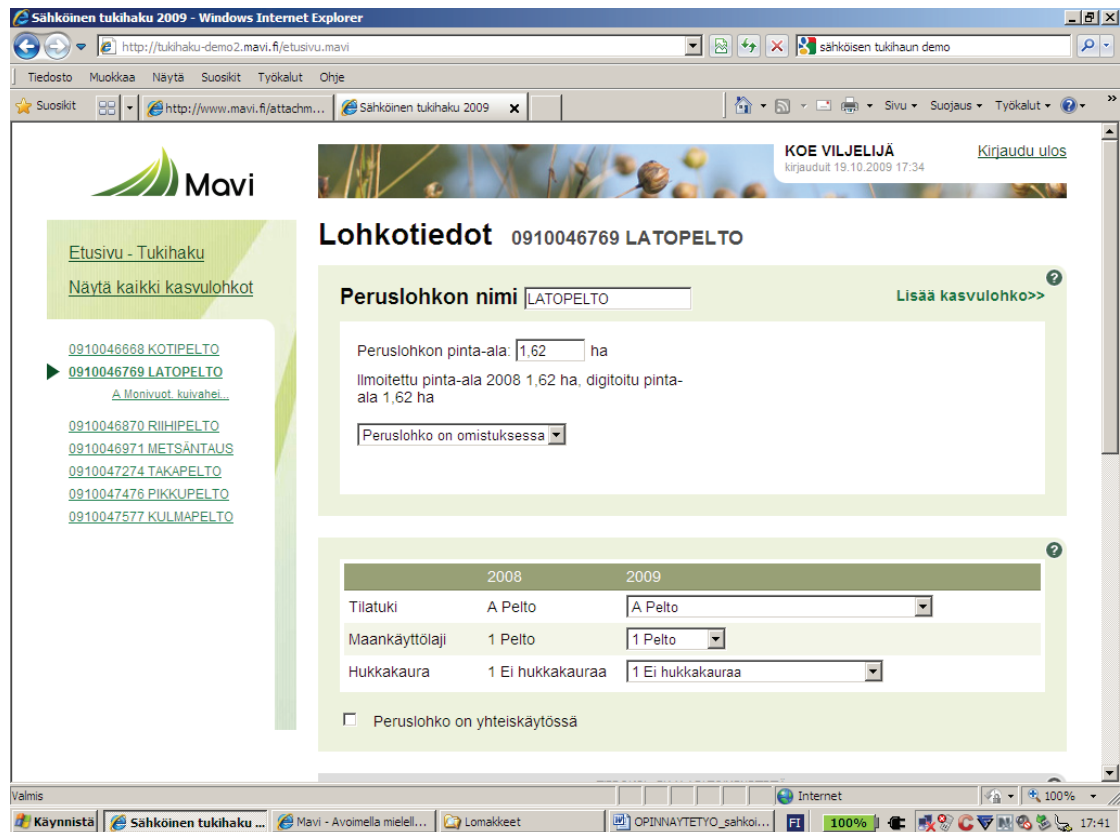 Sähköinen tukihaku 2009 - Windows Internet Explorer
http://tukihaku-demo2.mavi.fi/etusivu.mavi
sähköisen tukihaun demo
Tiedosto Muokkaa Näytä Suosikit Työkalut Ohje
Suosikit
http://www.mavi.fi/attachm...
Sähköinen tukihaku 2009
Sivu Suojaus Työkalut
Mavi
KOE VILJELIJÄ
kirjauduit 19.10.2009 17:34
Kirjaudu ulos
Etusivu - Tukihaku
Näytä kaikki kasvulohkot
0910046668 KOTIPELTO
0910046769 LATOPELTO
A Monivuot. kuivahei...
0910046870 RIIHIPELTO
0910046971 METSÄNTAUS
0910047274 TAKAPELTO
0910047476 PIKKUPELTO
0910047577 KULMAPELTO
Lohkotiedot 0910046769 LATOPELTO
?
Peruslohkon nimi LATOPELTO
Lisää kasvulohko>>
Peruslohkon pinta-ala: 1,62 ha
Ilmoitettu pinta-ala 2008 1,62 ha, digitoitu pinta-
ala 1,62 ha
Peruslohko on omistuksessa
?
2008 2009
Tilatuki A Pelto A Pelto
Maankäyttölaji 1 Pelto 1 Pelto
Hukkakaura 1 Ei hukkakauraa 1 Ei hukkakauraa
Peruslohko on yhteiskäytössä
Valmis
Internet
100%
Käynnistä
Sähköinen tukihaku ...
Mavi - Avoimella mielell...
Lomakkeet
OPINNAYTETYO_sahkoi...
FI
100%
17:41